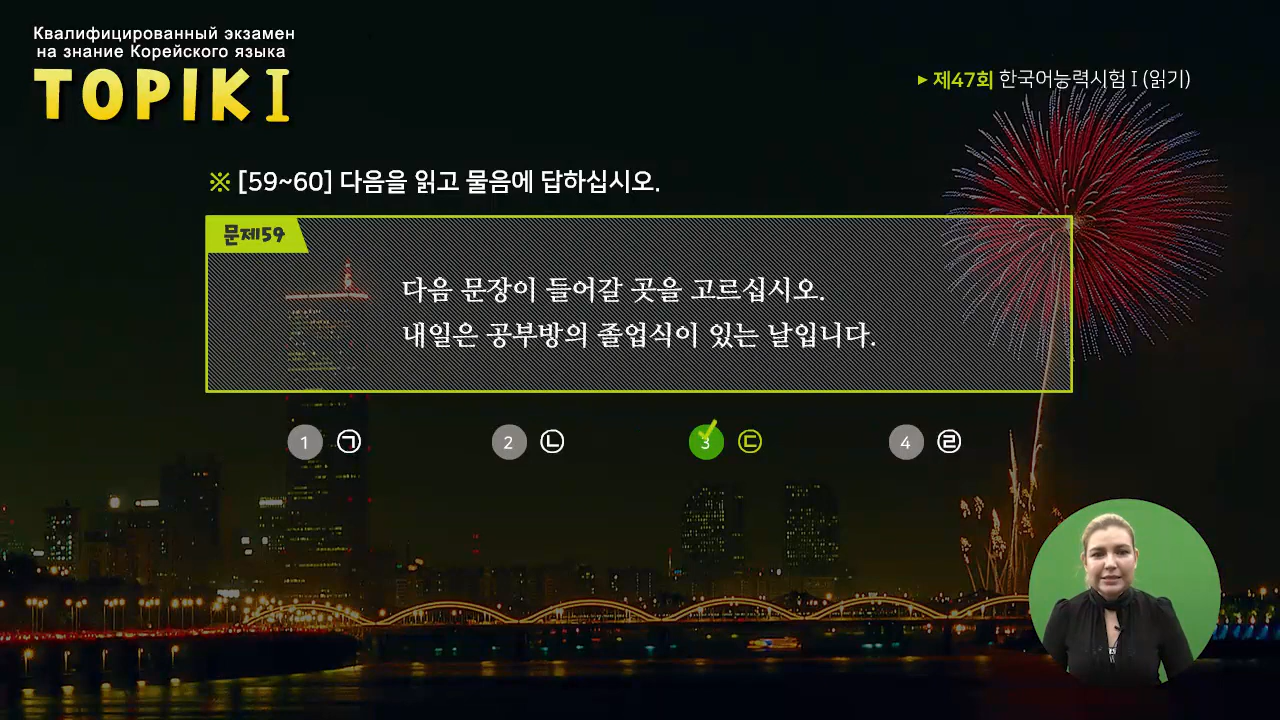 Квалифицированный экзамен
на знание Корейского языка
TOPIK I
▶ 제47회 한국어능력시험 I (읽기)
※ [59~60] 다음을 읽고 물음에 답하십시오.
문제59
다음 문장이 들어갈 곳을 고르십시오.
내일은 공부방의 졸업식이 있는 날입니다.
1 ㉠ 2 ㉡ 3 ㉢ 4 ㉣